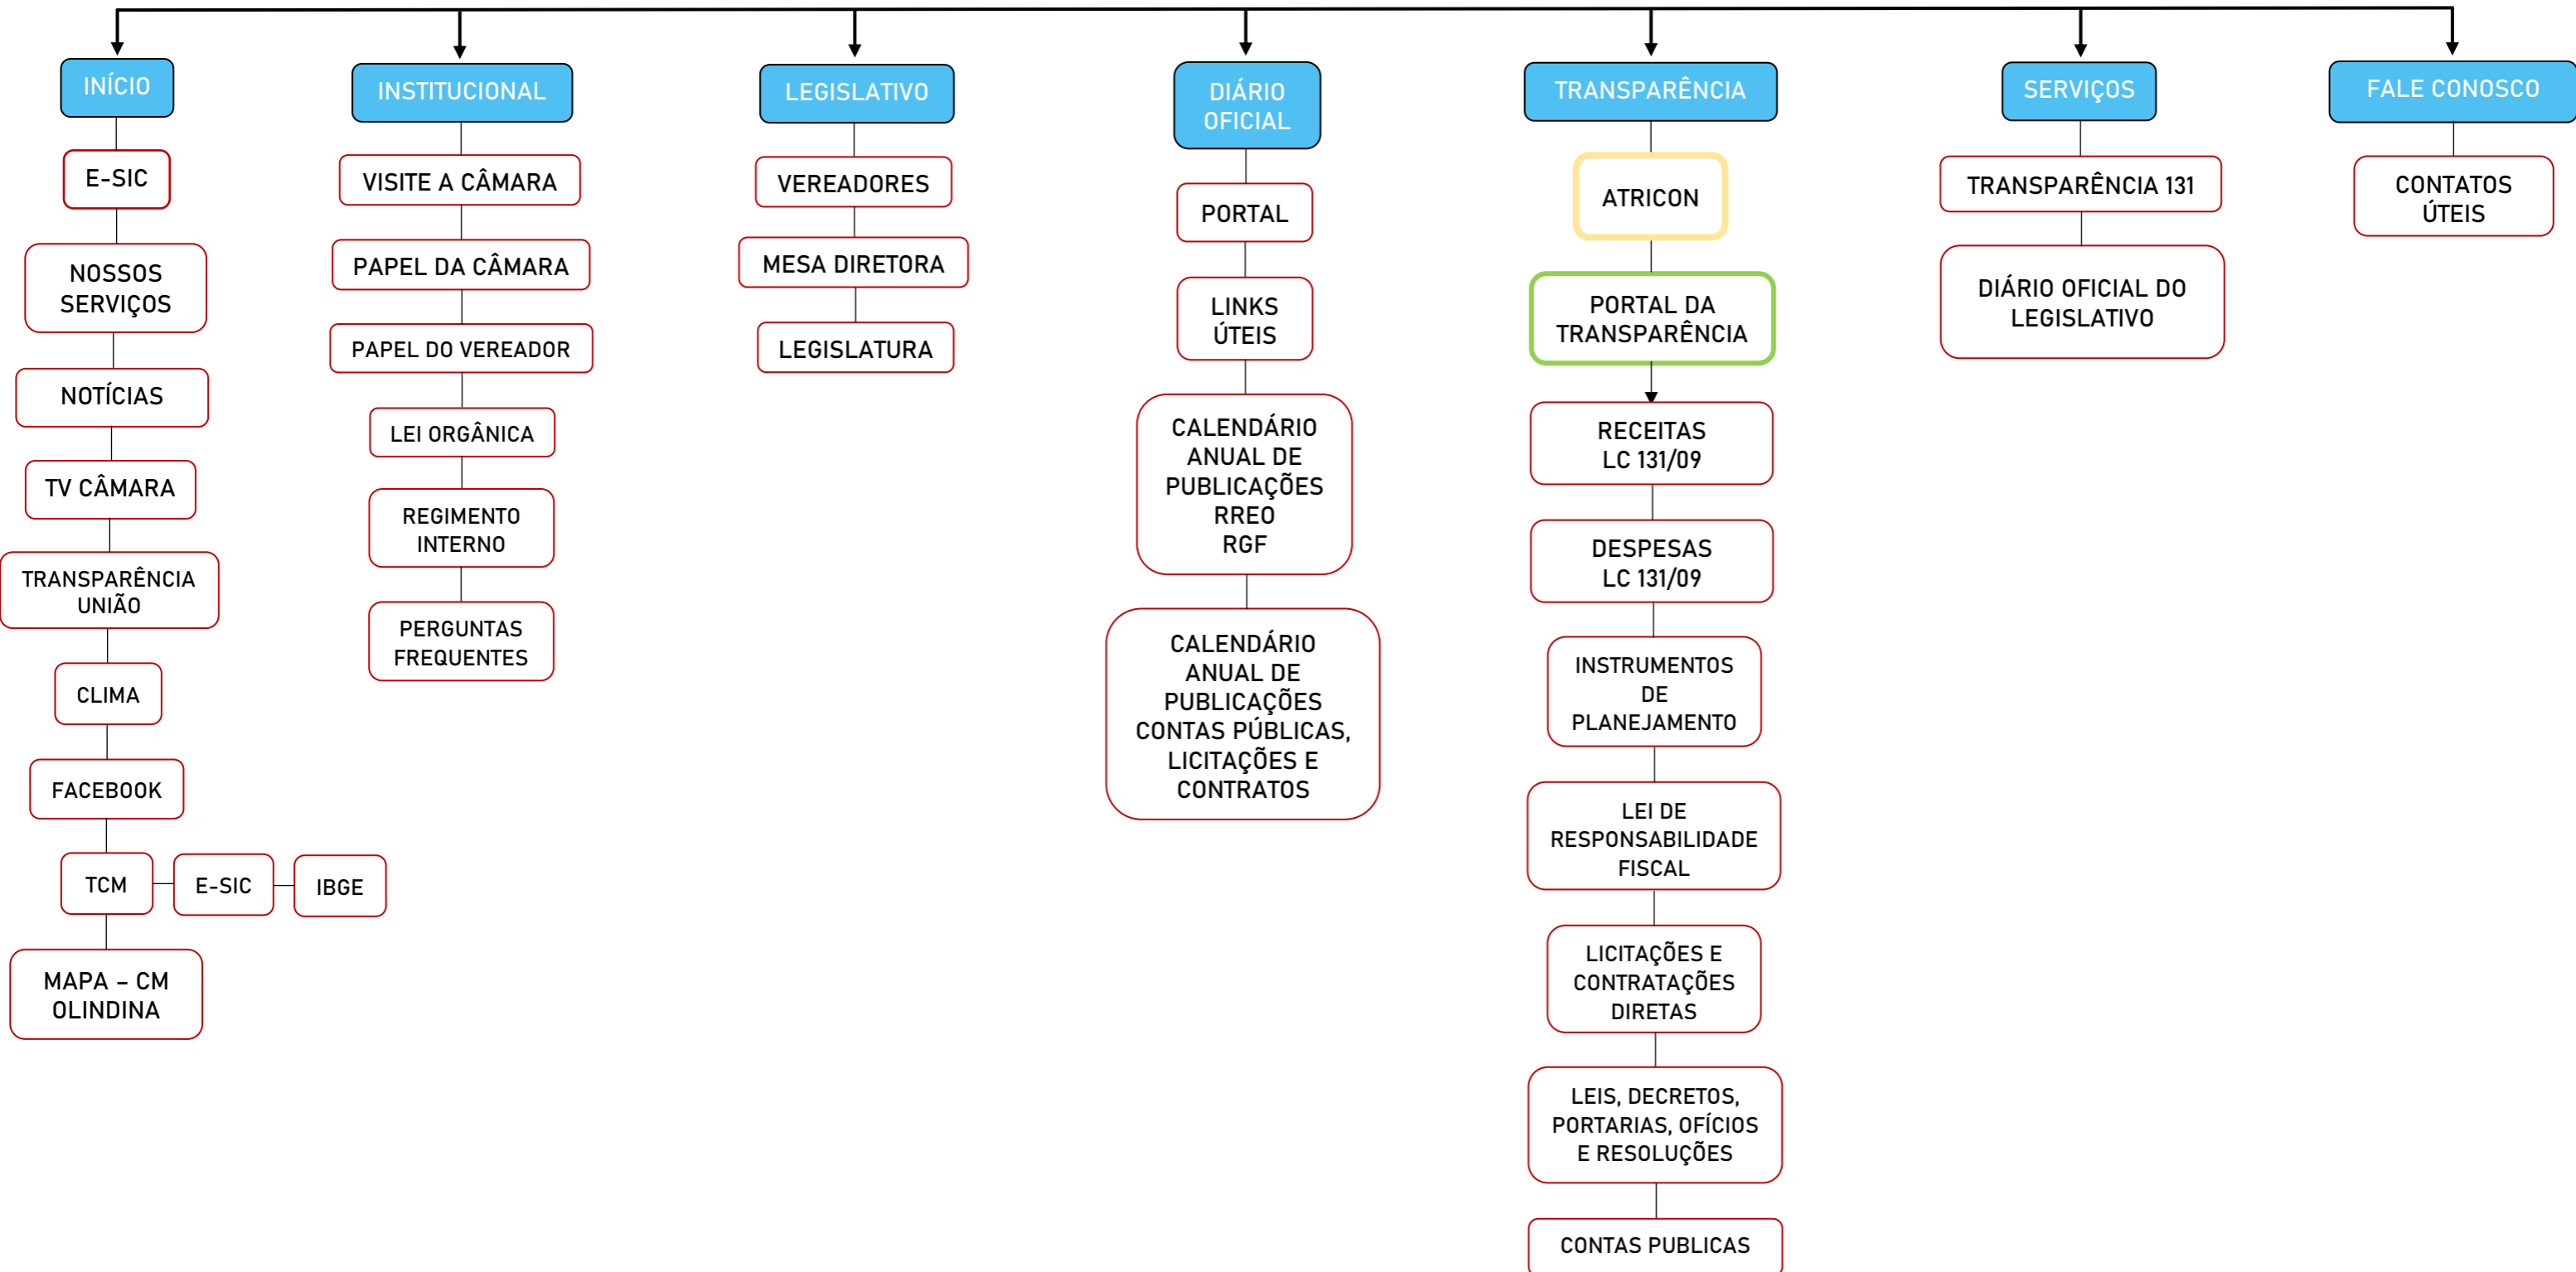 INÍCIO
E-SIC
NOSSOS
SERVIÇOS
NOTÍCIAS
TV CÂMARA
TRANSPARÊNCIA
UNIÃO
CLIMA
FACEBOOK
TCM
E-SIC
IBGE
MAPA – CM
OLINDINA
INSTITUCIONAL
VISITE A CÂMARA
PAPEL DA CÂMARA
PAPEL DO VEREADOR
LEI ORGÂNICA
REGIMENTO
INTERNO
PERGUNTAS
FREQUENTES
LEGISLATIVO
VEREADORES
MESA DIRETORA
LEGISLATURA
DIÁRIO
OFICIAL
PORTAL
LINKS
ÚTEIS
CALENDÁRIO
ANUAL DE
PUBLICAÇÕES
RREO
RGF
CALENDÁRIO
ANUAL DE
PUBLICAÇÕES
CONTAS PÚBLICAS,
LICITAÇÕES E
CONTRATOS
TRANSPARÊNCIA
ATRICON
PORTAL DA
TRANSPARÊNCIA
RECEITAS
LC 131/09
DESPESAS
LC 131/09
INSTRUMENTOS
DE
PLANEJAMENTO
LEI DE
RESPONSABILIDADE
FISCAL
LICITAÇÕES E
CONTRATAÇÕES
DIRETAS
LEIS, DECRETOS,
PORTARIAS, OFÍCIOS
E RESOLUÇÕES
CONTAS PUBLICAS
SERVIÇOS
TRANSPARÊNCIA 131
DIÁRIO OFICIAL DO
LEGISLATIVO
FALE CONOSCO
CONTATOS
ÚTEIS